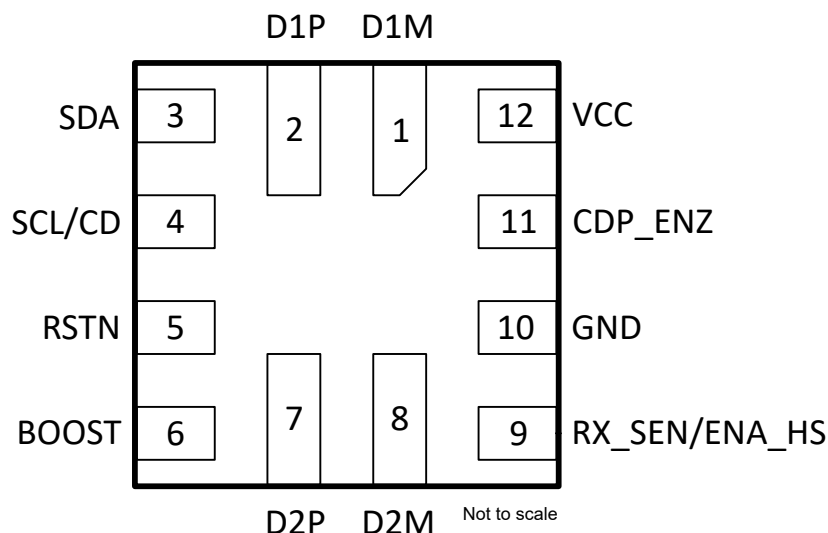 D1P D1M
SDA 3 2 1 12 VCC
SCL/CD 4 11 CDP_ENZ
RSTN 5 10 GND
BOOST 6 7 8 9 RX_SEN/ENA_HS
D2P D2M Not to scale